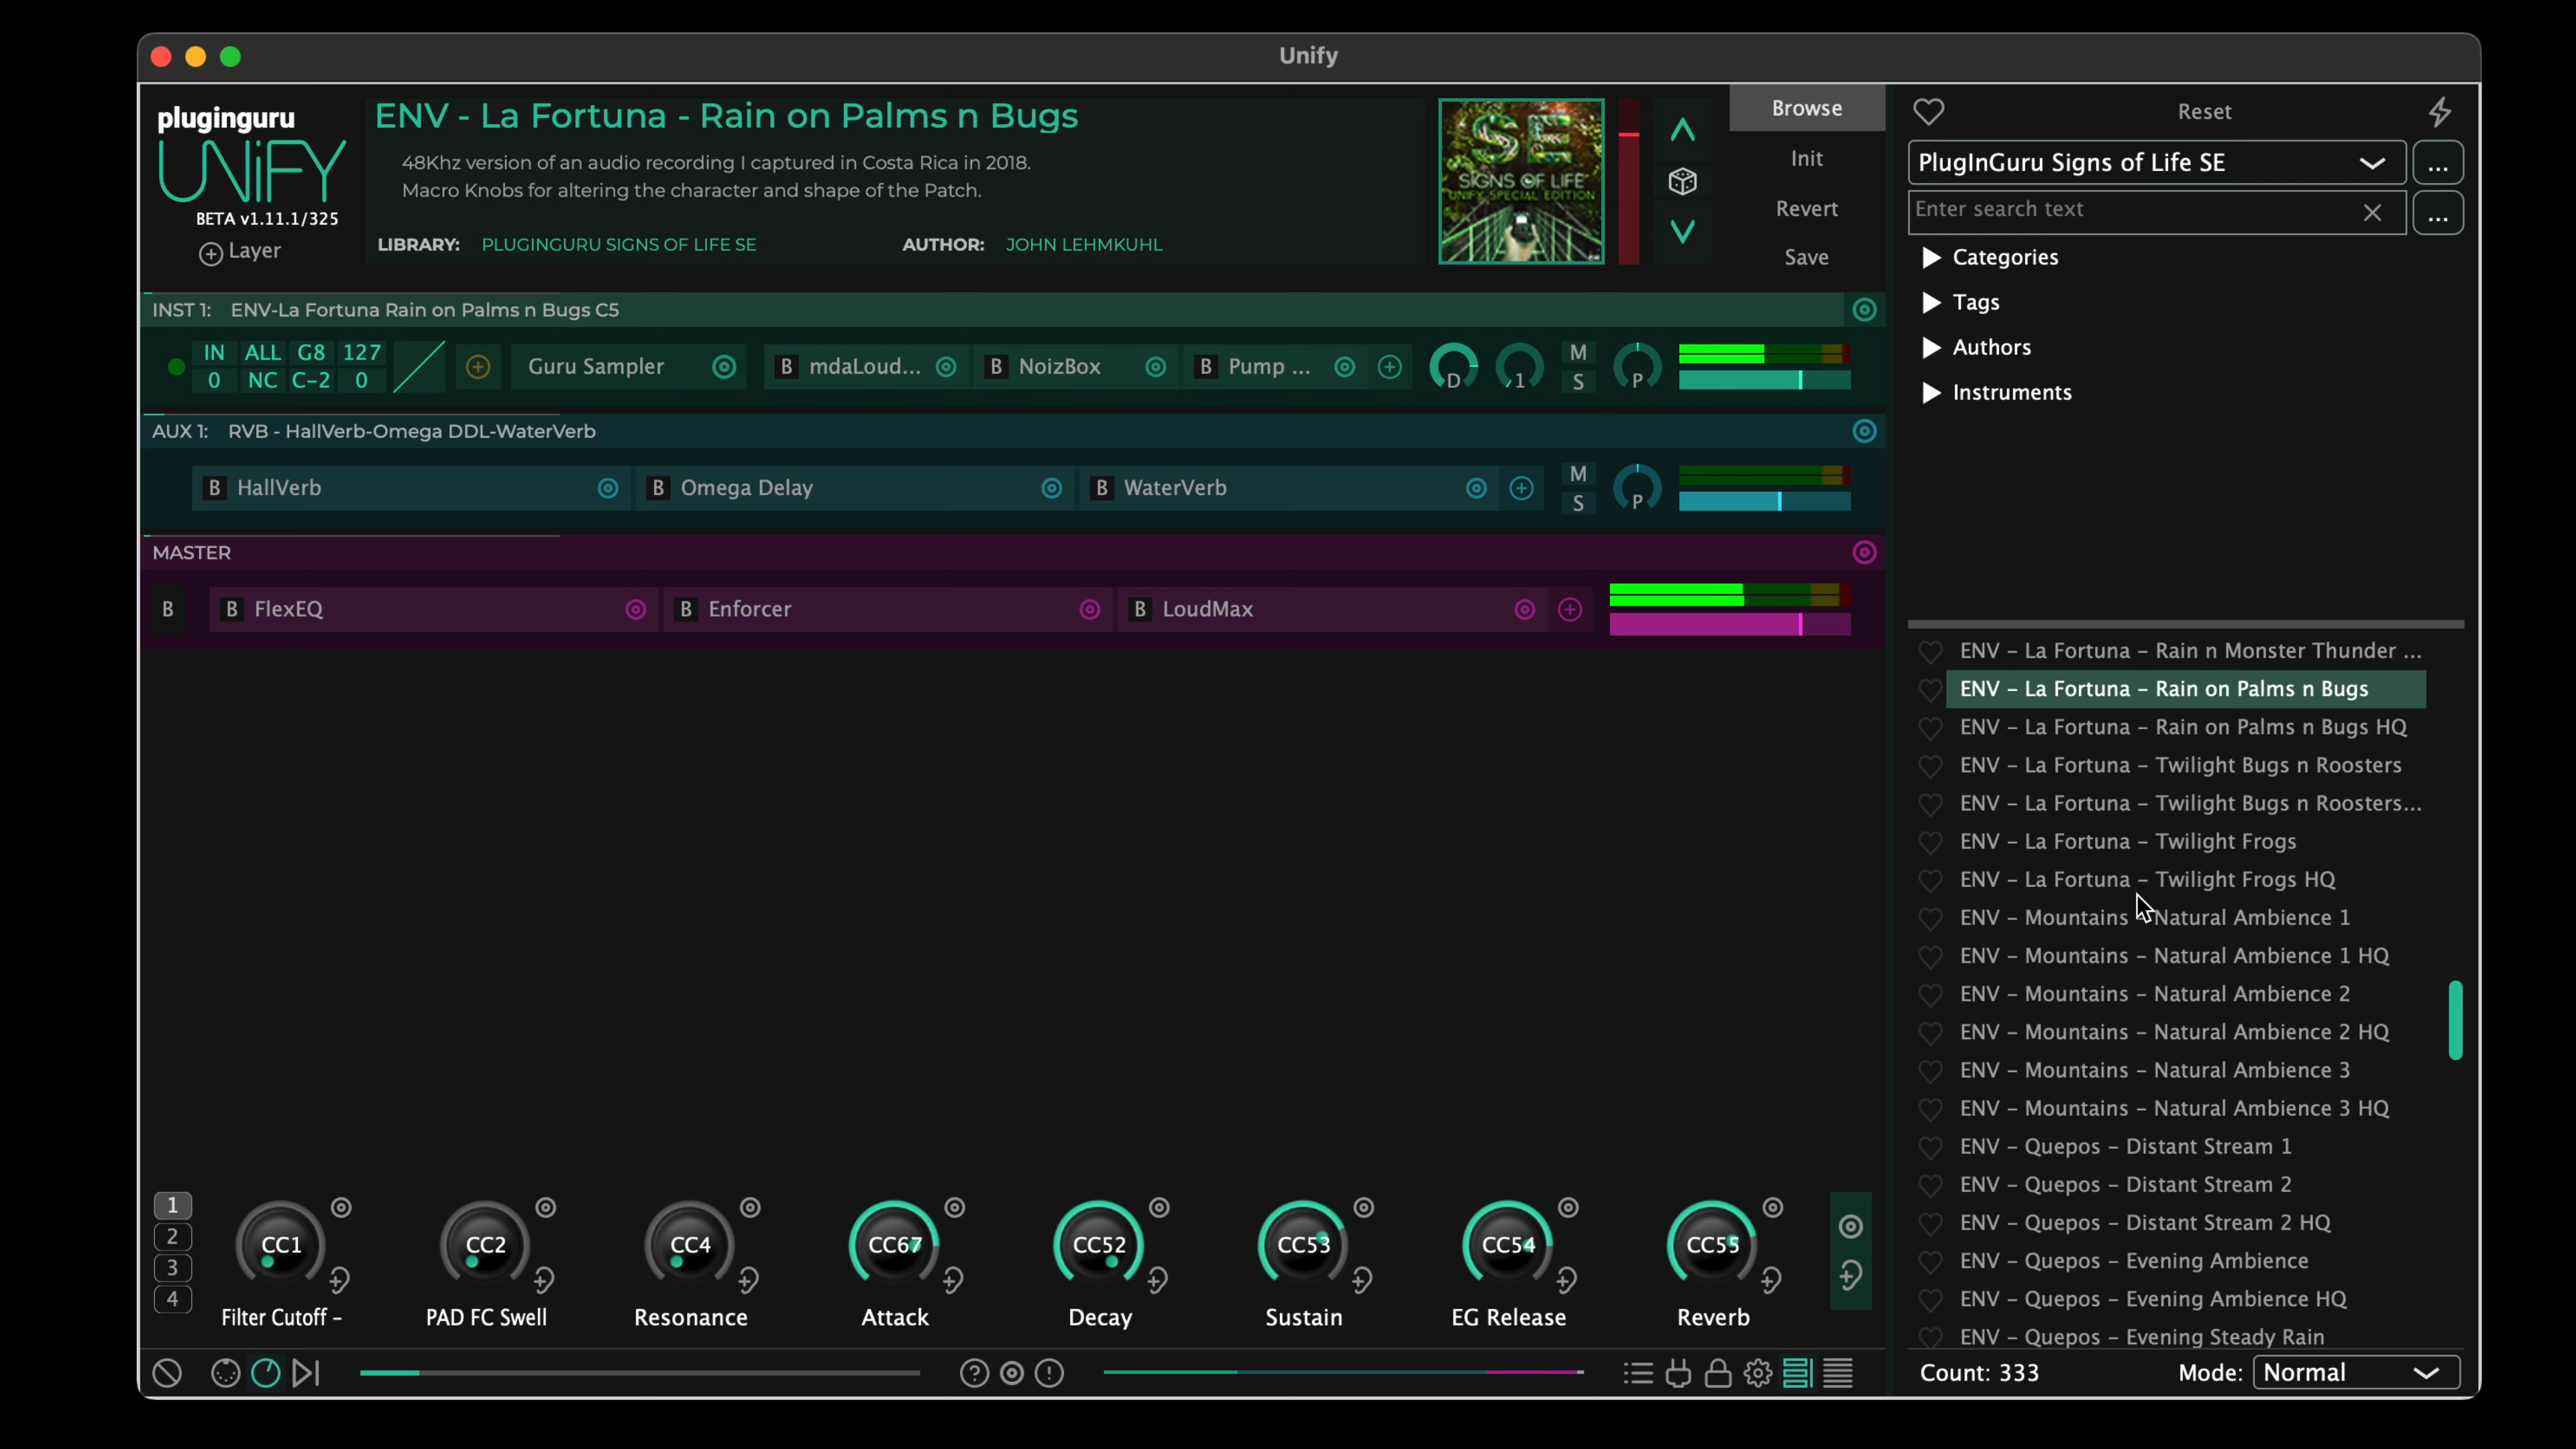 Unify
pluginguru
UNiFY
BETA v1.11.1/325
Layer
ENV - La Fortuna - Rain on Palms n Bugs
48Khz version of an audio recording I captured in Costa Rica in 2018.
Macro Knobs for altering the character and shape of the Patch.
LIBRARY: PLUGINGURU SIGNS OF LIFE SE AUTHOR: JOHN LEHMKUHL
SE
SIGNS OF LIFE
UNIFY SPECIAL EDITION
Browse
Init
Revert
Save
INST 1: ENV-La Fortuna Rain on Palms n Bugs C5
IN ALL G8 127
0 NC C-2 0
Guru Sampler B mdaLoud... B NoizBox B Pump ... D 1 M S P
AUX 1: RVB - HallVerb-Omega DDL-WaterVerb
B HallVerb B Omega Delay B WaterVerb M S P
MASTER
B B FlexEQ B Enforcer B LoudMax
1
2
3
4
CC1 CC2 CC4 CC67 CC52 CC53 CC54 CC55
Filter Cutoff - PAD FC Swell Resonance Attack Decay Sustain EG Release Reverb
Reset
PlugInGuru Signs of Life SE ...
Enter search text ...
Categories
Tags
Authors
Instruments
ENV - La Fortuna - Rain n Monster Thunder ...
ENV - La Fortuna - Rain on Palms n Bugs
ENV - La Fortuna - Rain on Palms n Bugs HQ
ENV - La Fortuna - Twilight Bugs n Roosters
ENV - La Fortuna - Twilight Bugs n Roosters...
ENV - La Fortuna - Twilight Frogs
ENV - La Fortuna - Twilight Frogs HQ
ENV - Mountains - Natural Ambience 1
ENV - Mountains - Natural Ambience 1 HQ
ENV - Mountains - Natural Ambience 2
ENV - Mountains - Natural Ambience 2 HQ
ENV - Mountains - Natural Ambience 3
ENV - Mountains - Natural Ambience 3 HQ
ENV - Quepos - Distant Stream 1
ENV - Quepos - Distant Stream 2
ENV - Quepos - Distant Stream 2 HQ
ENV - Quepos - Evening Ambience
ENV - Quepos - Evening Ambience HQ
ENV - Quepos - Evening Steady Rain
Count: 333 Mode: Normal